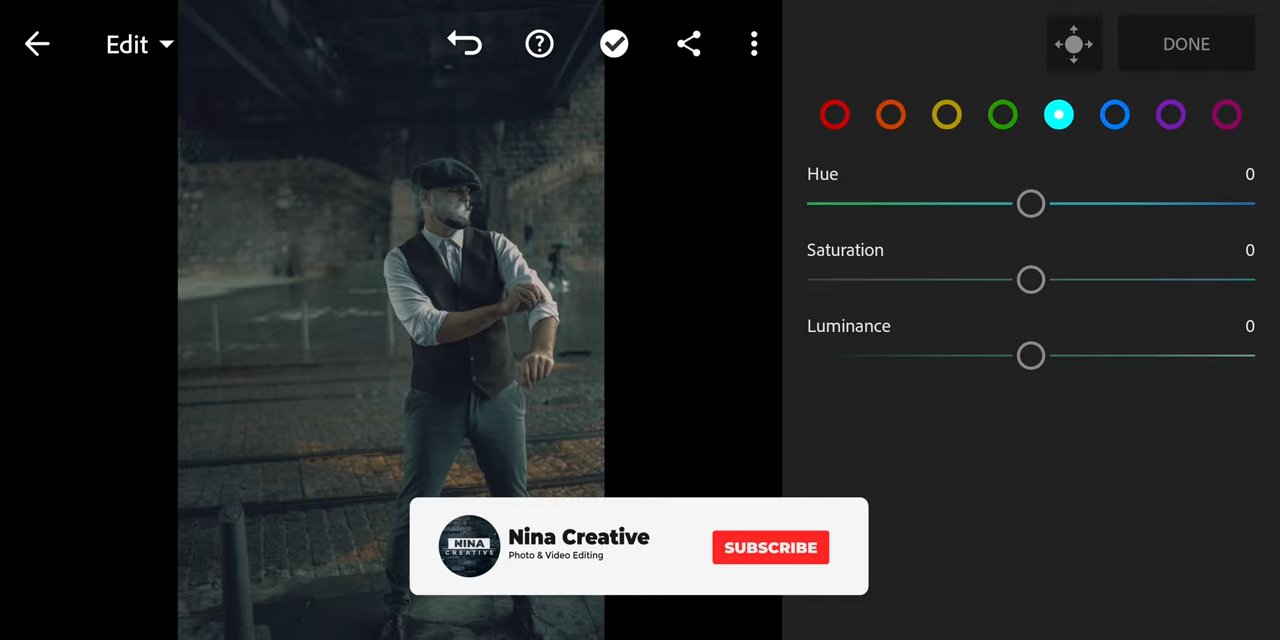 Edit
DONE
Hue 0
Saturation 0
Luminance 0
NINA
CREATIVE
Nina Creative
Photo & Video Editing
SUBSCRIBE